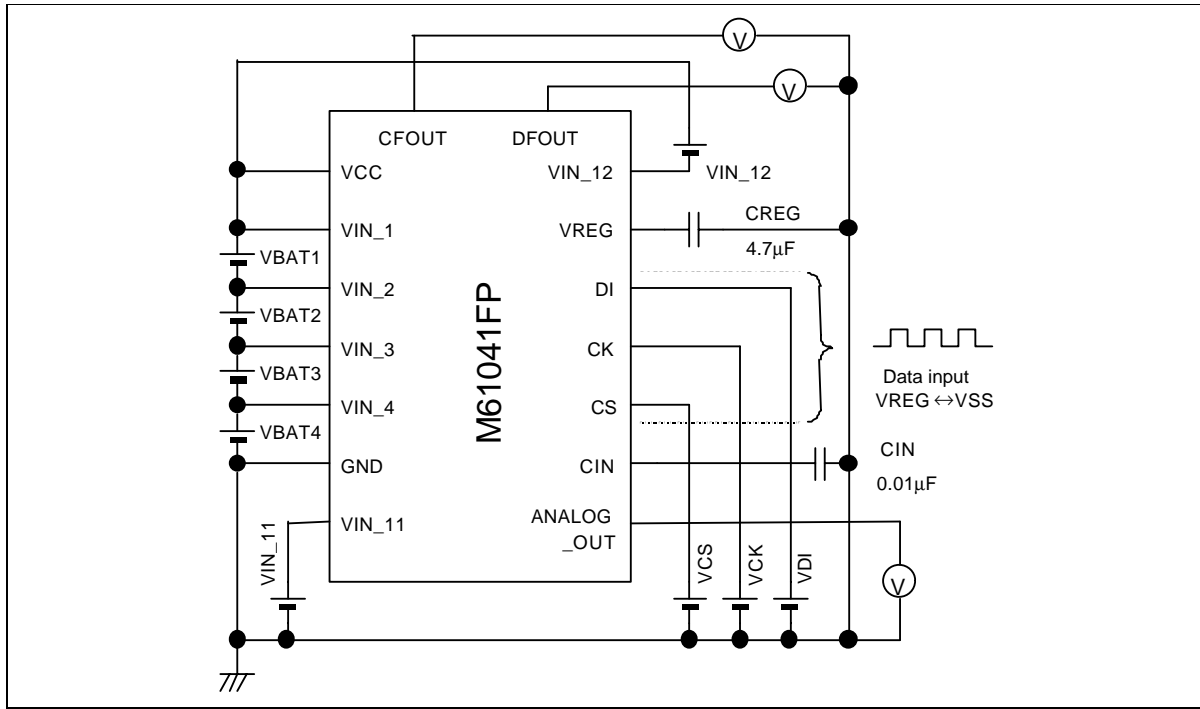 V
V
CFOUT
DFOUT
VCC
VIN_12
VIN_12
VIN_1
VREG
CREG
4.7μF
VBAT1
VIN_2
DI
VBAT2
M61041FP
VIN_3
CK
VBAT3
Data input
VREG ↔VSS
VIN_4
CS
VBAT4
GND
CIN
CIN
0.01μF
VIN_11
VIN_11
ANALOG
_OUT
VCS
VCK
VDI
V